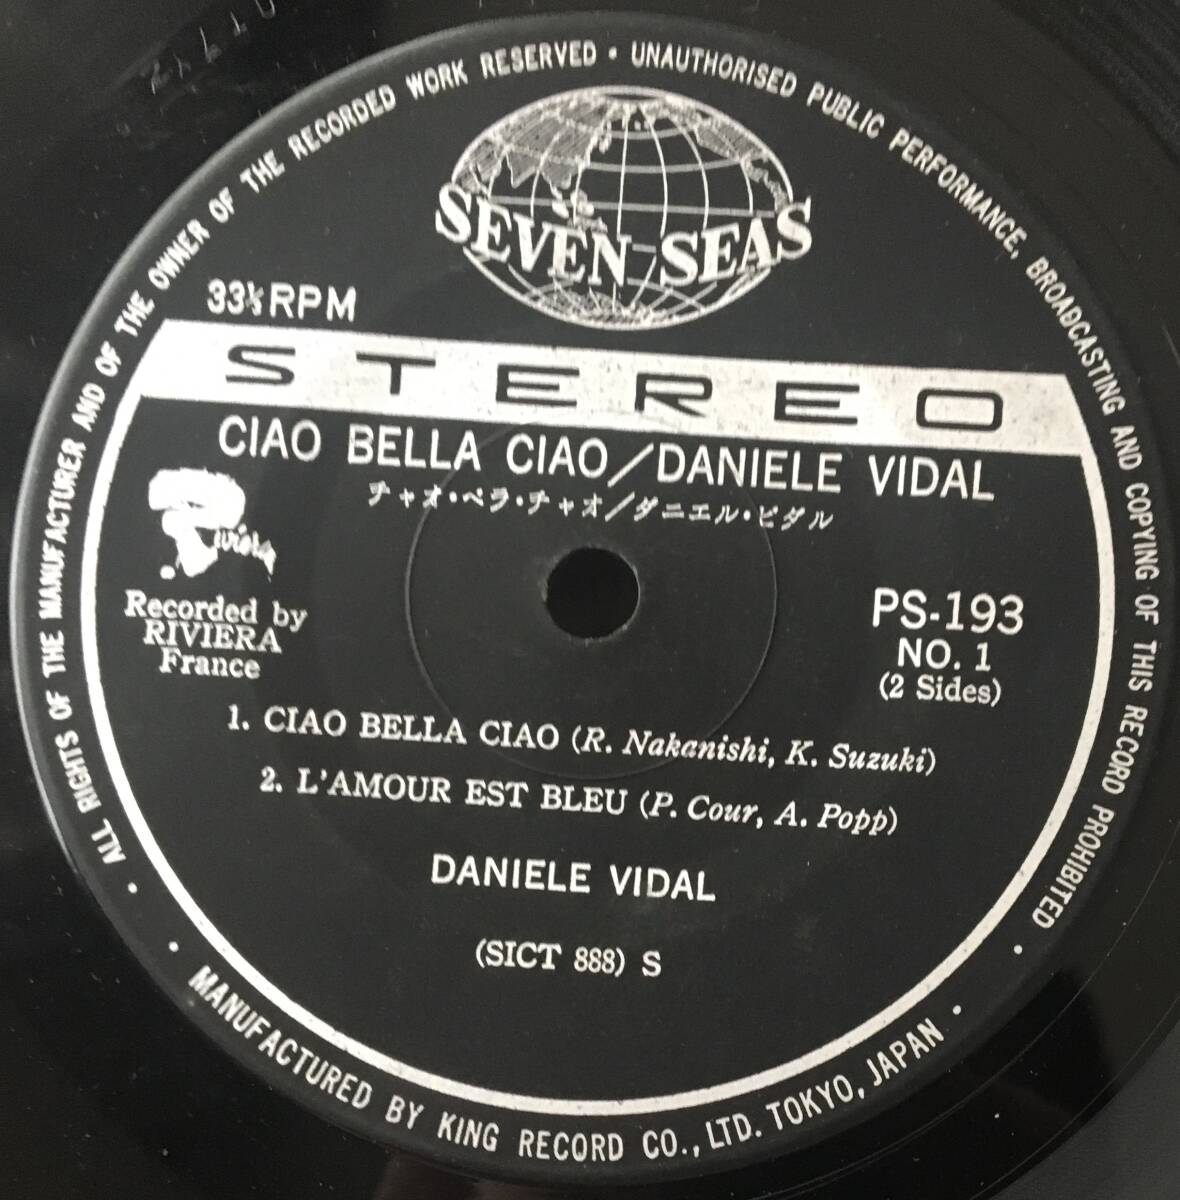 • ALL RIGHTS OF THE MANUFACTURER AND OF THE OWNER OF THE RECORDED WORK RESERVED • UNAUTHORISED PUBLIC PERFORMANCE, BROADCASTING AND COPYING OF THIS RECORD PROHIBITED •
SEVEN SEAS
33⅓RPM
STEREO
CIAO BELLA CIAO/DANIELE VIDAL
チャオ・ベラ・チャオ/ダニエル・ビダル
Riviera
Recorded by
RIVIERA
France
PS-193
NO. 1
(2 Sides)
1. CIAO BELLA CIAO (R. Nakanishi, K. Suzuki)
2. L'AMOUR EST BLEU (P. Cour, A. Popp)
DANIELE VIDAL
(SICT 888) S
• MANUFACTURED BY KING RECORD CO., LTD. TOKYO, JAPAN •